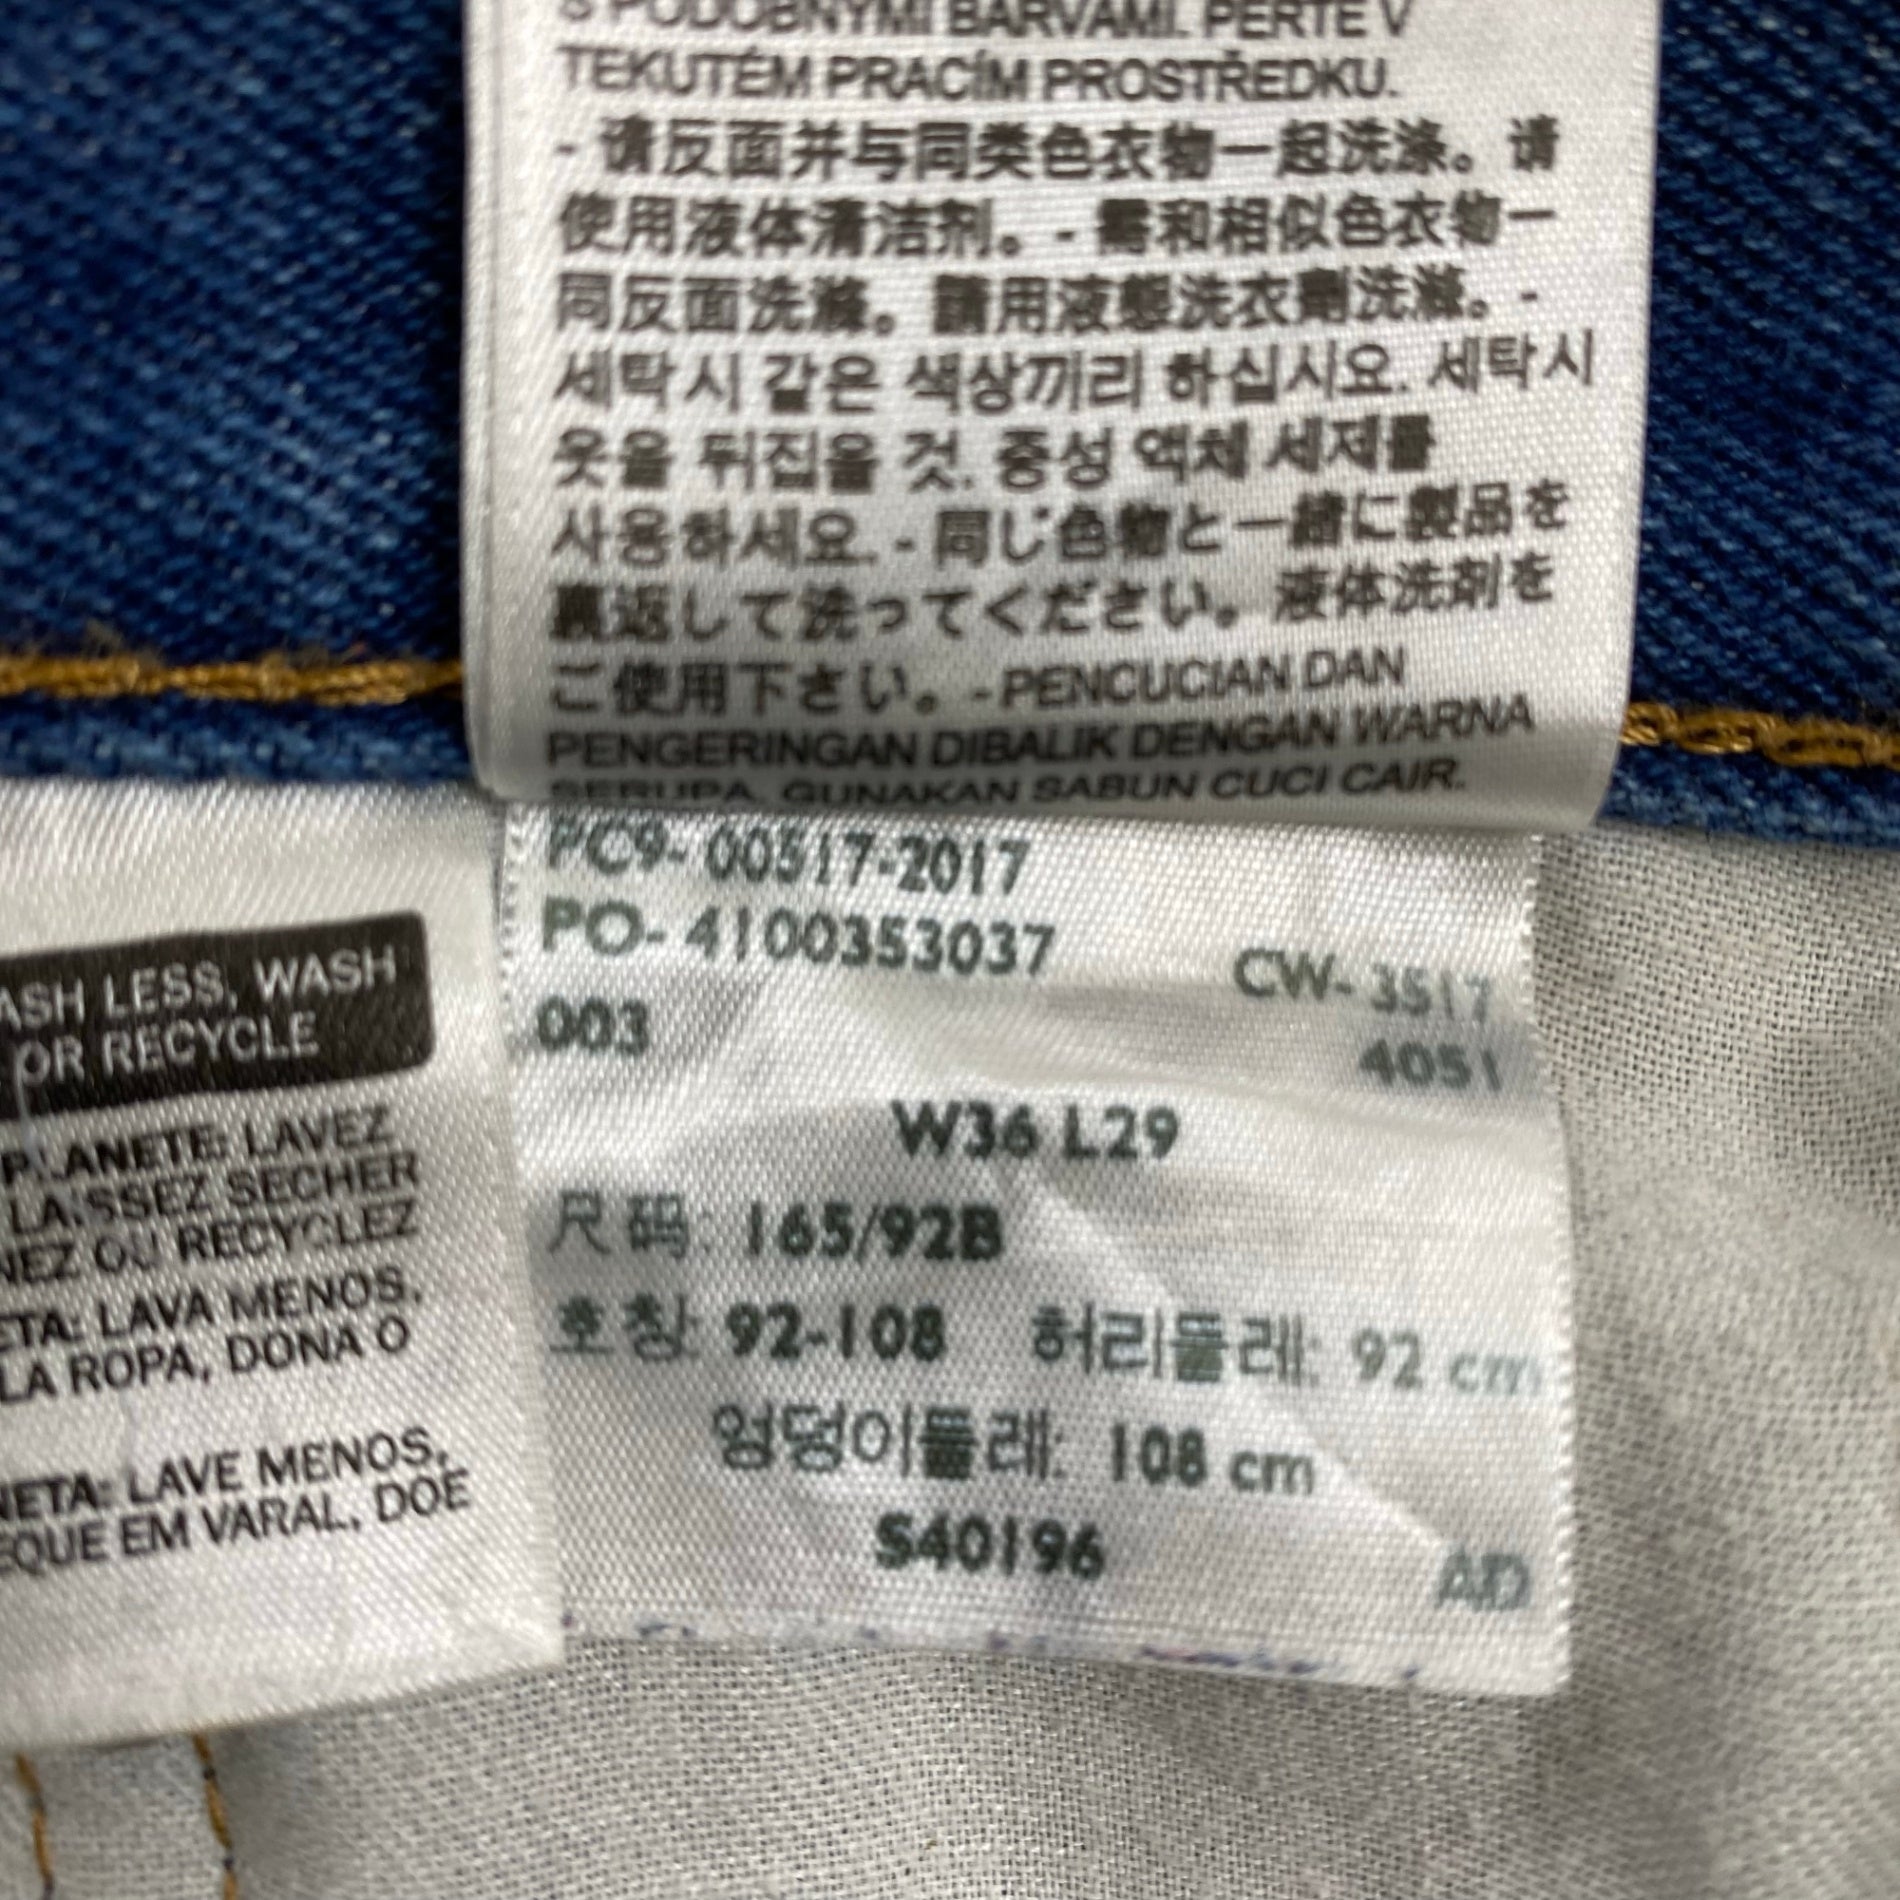 S PODOBNÝMI BARVAMI. PERTE V
TEKUTÉM PRACÍM PROSTŘEDKU.
- 请反面并与同类色衣物一起洗涤。请
使用液体清洁剂。- 需和相似色衣物一
同反面洗滌。請用液態洗衣劑洗滌。-
세탁시 같은 색상끼리 하십시요. 세탁시
옷을 뒤집을 것. 중성 액체 세제를
사용하세요. - 同じ色物と一緒に製品を
裏返して洗ってください。液体洗剤を
ご使用下さい。- PENCUCIAN DAN
PENGERINGAN DIBALIK DENGAN WARNA
SERUPA. GUNAKAN SABUN CUCI CAIR.
ASH LESS, WASH
OR RECYCLE
PLANETE: LAVEZ
LAISSEZ SECHER
NEZ OU RECYCLEZ
ETA: LAVA MENOS,
LA ROPA, DONA O
NETA: LAVE MENOS,
EQUE EM VARAL, DOE
PC9- 00517-2017
PO- 4100353037
CW- 3517
003
4051
W36 L29
尺码: 165/92B
호칭: 92-108 허리둘레: 92 cm
엉덩이둘레: 108 cm
S40196
AJD